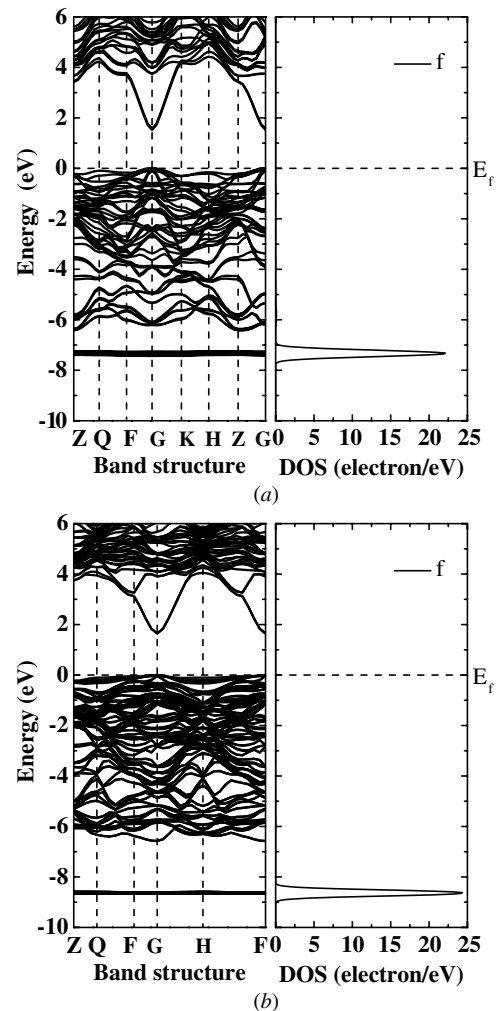 6
4
2
0
-2
-4
-6
-8
-10
Energy (eV)
Z Q F G K H Z G
Band structure
f
E_f
0 5 10 15 20 25
DOS (electron/eV)
(a)
6
4
2
0
-2
-4
-6
-8
-10
Energy (eV)
Z Q F G H F
Band structure
f
E_f
0 5 10 15 20 25
DOS (electron/eV)
(b)